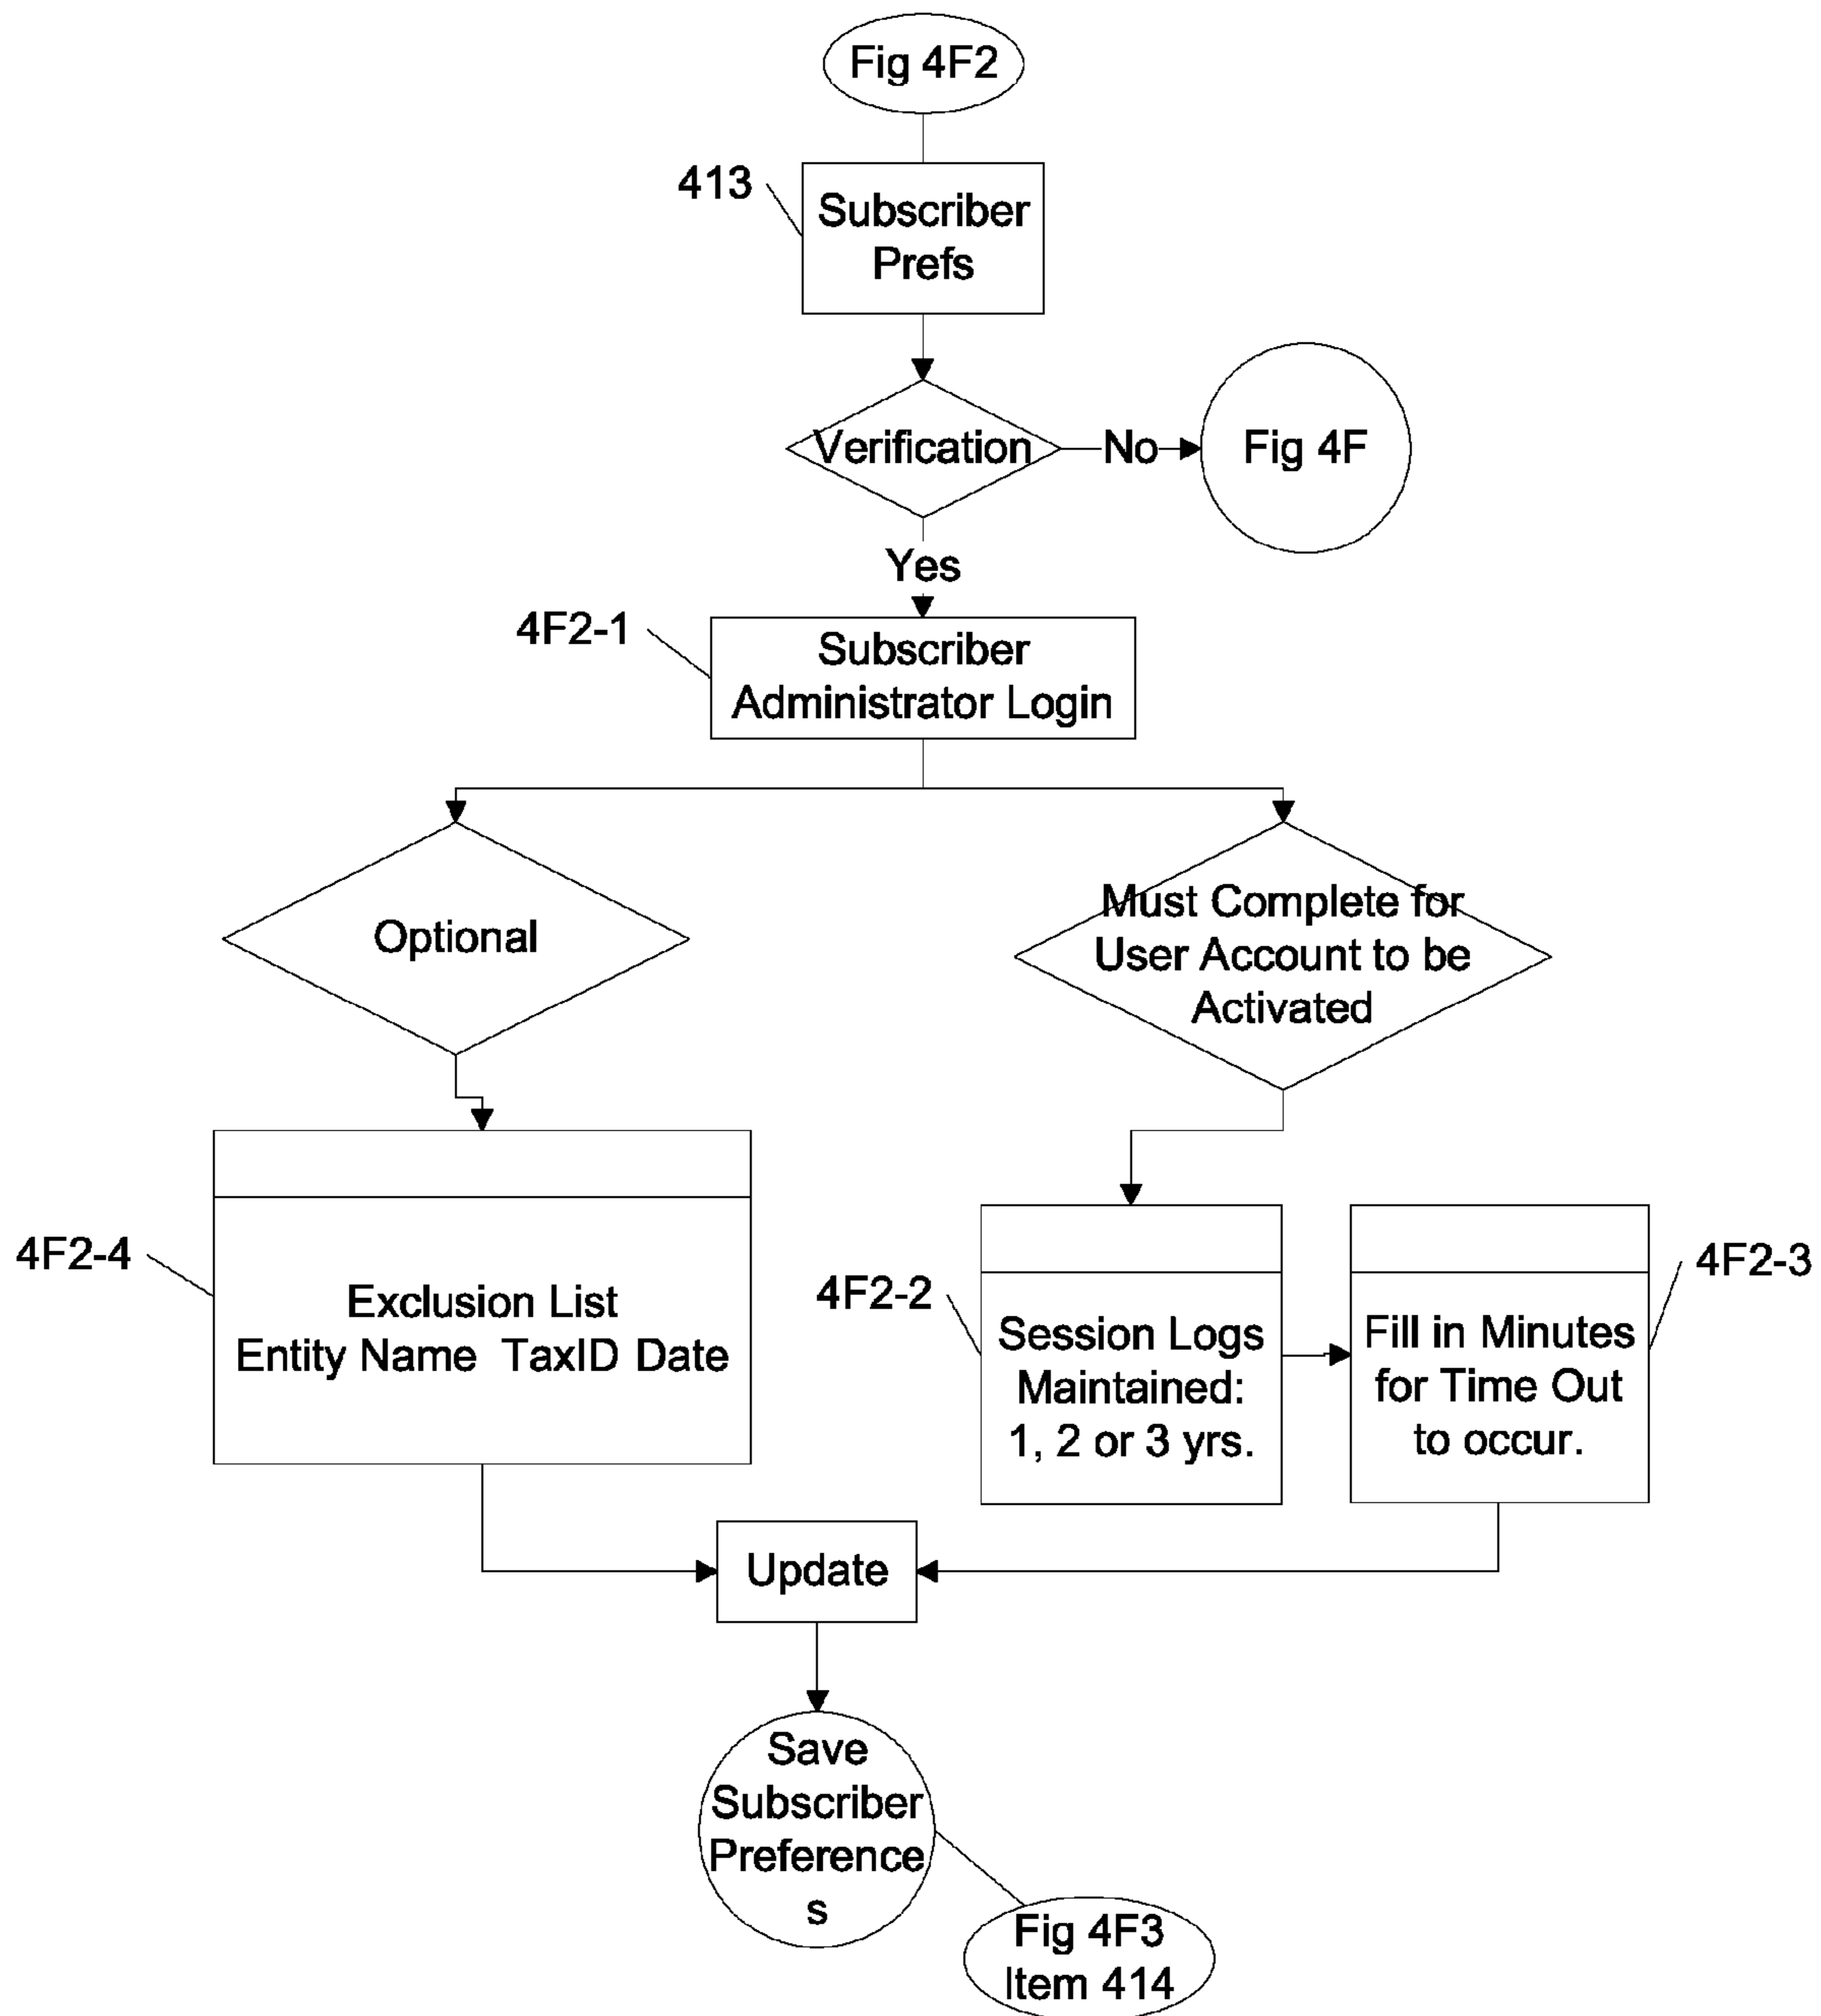 Fig 4F2
413
Subscriber
Prefs
Verification
No
Fig 4F
Yes
4F2-1
Subscriber
Administrator Login
Optional
Must Complete for
User Account to be
Activated
4F2-4
Exclusion List
Entity Name TaxID Date
4F2-2
Session Logs
Maintained:
1, 2 or 3 yrs.
4F2-3
Fill in Minutes
for Time Out
to occur.
Update
Save
Subscriber
Preference
s
Fig 4F3
Item 414